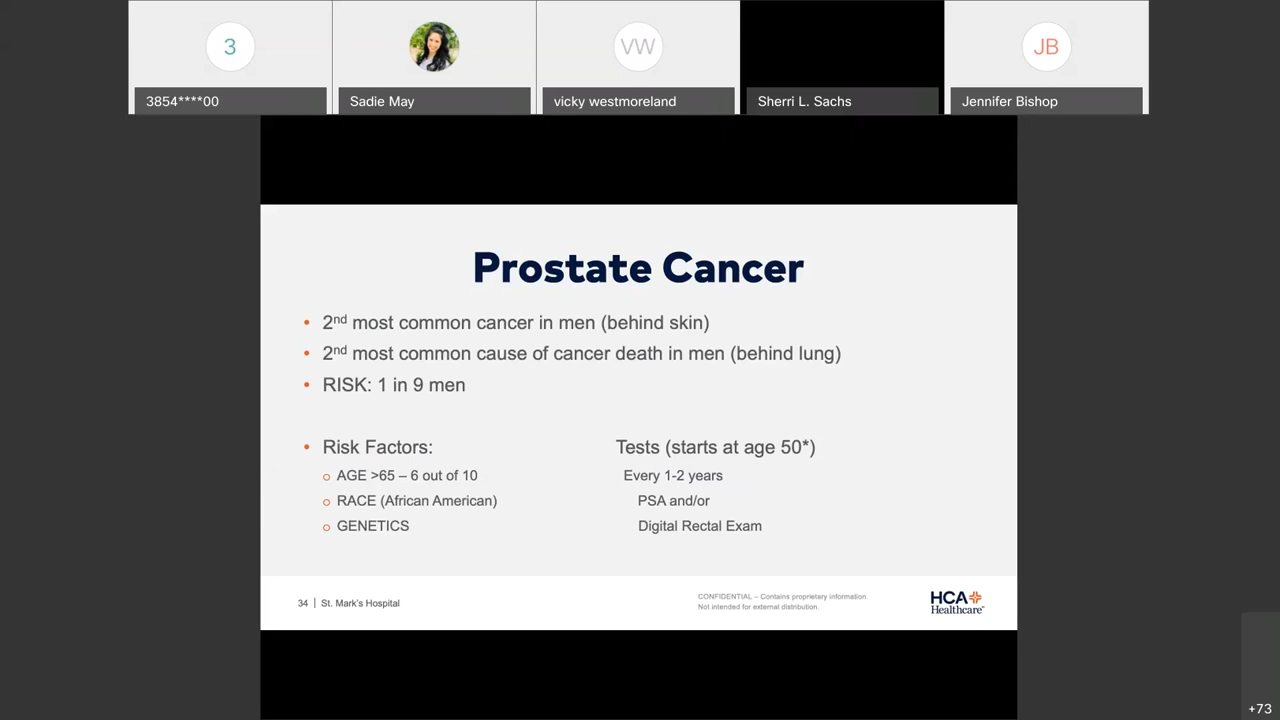 3
VW
JB
3854****00
Sadie May
vicky westmoreland
Sherri L. Sachs
Jennifer Bishop
Prostate Cancer
• 2nd most common cancer in men (behind skin)
• 2nd most common cause of cancer death in men (behind lung)
• RISK: 1 in 9 men
• Risk Factors:
o AGE >65 – 6 out of 10
o RACE (African American)
o GENETICS
Tests (starts at age 50*)
Every 1-2 years
PSA and/or
Digital Rectal Exam
34 | St. Mark's Hospital
CONFIDENTIAL – Contains proprietary information.
Not intended for external distribution.
HCA
Healthcare™
+73